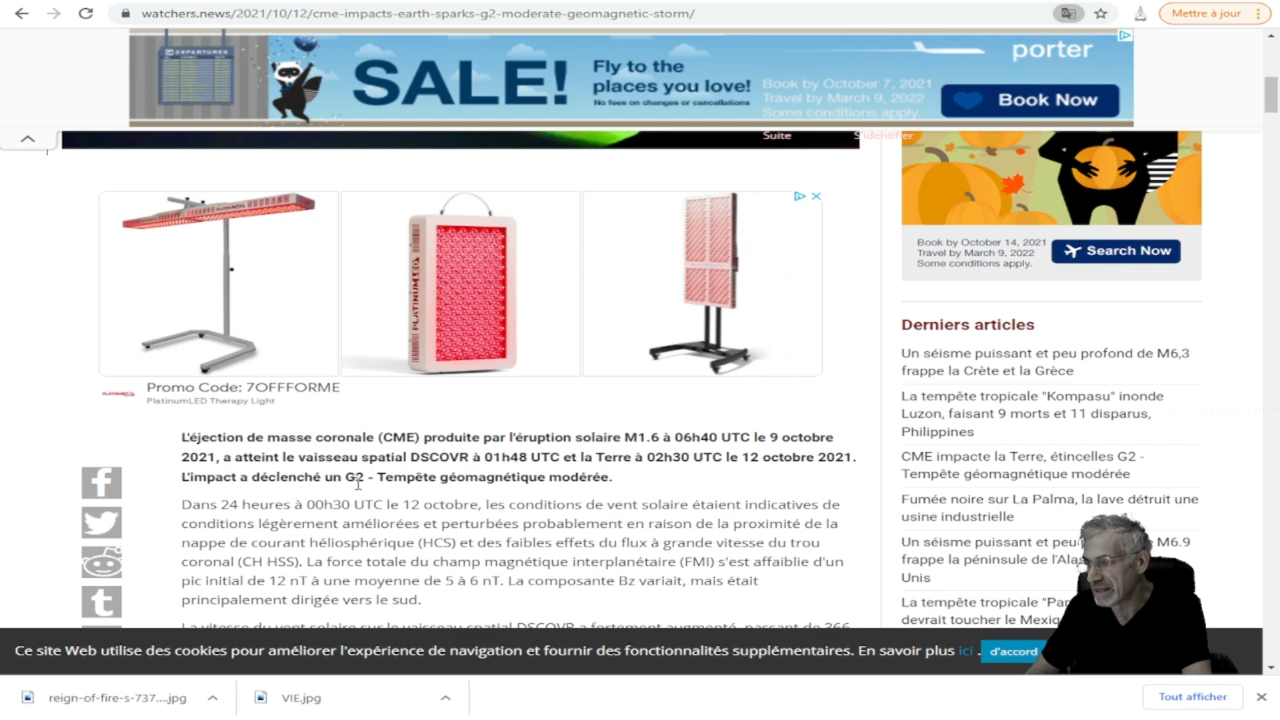 watchers.news/2021/10/12/cme-impacts-earth-sparks-g2-moderate-geomagnetic-storm/
Mettre à jour
DEPARTURES
SALE!
Fly to the
places you love!
No fees on changes or cancellations
Book by October 7, 2021
Travel by March 9, 2022
Some conditions apply.
porter
Book Now
Suite
S'identifier
PLATINUMLED
Promo Code: 7OFFFORME
PlatinumLED Therapy Light
Book by October 14, 2021
Travel by March 9, 2022
Some conditions apply.
Search Now
L'éjection de masse coronale (CME) produite par l'éruption solaire M1.6 à 06h40 UTC le 9 octobre
2021, a atteint le vaisseau spatial DSCOVR à 01h48 UTC et la Terre à 02h30 UTC le 12 octobre 2021.
L'impact a déclenché un G2 - Tempête géomagnétique modérée.
Dans 24 heures à 00h30 UTC le 12 octobre, les conditions de vent solaire étaient indicatives de
conditions légèrement améliorées et perturbées probablement en raison de la proximité de la
nappe de courant héliosphérique (HCS) et des faibles effets du flux à grande vitesse du trou
coronal (CH HSS). La force totale du champ magnétique interplanétaire (FMI) s'est affaiblie d'un
pic initial de 12 nT à une moyenne de 5 à 6 nT. La composante Bz variait, mais était
principalement dirigée vers le sud.
La vitesse du vent solaire sur le vaisseau spatial DSCOVR a fortement augmenté, passant de 366
Derniers articles
Un séisme puissant et peu profond de M6,3
frappe la Crète et la Grèce
La tempête tropicale "Kompasu" inonde
Luzon, faisant 9 morts et 11 disparus,
Philippines
CME impacte la Terre, étincelles G2 -
Tempête géomagnétique modérée
Fumée noire sur La Palma, la lave détruit une
usine industrielle
Un séisme puissant et peu M6.9
frappe la péninsule de l'Alas
Unis
La tempête tropicale "Pa
devrait toucher le Mexiq
Ce site Web utilise des cookies pour améliorer l'expérience de navigation et fournir des fonctionnalités supplémentaires. En savoir plus ici .
d'accord
reign-of-fire-s-737....jpg
VIE.jpg
Tout afficher